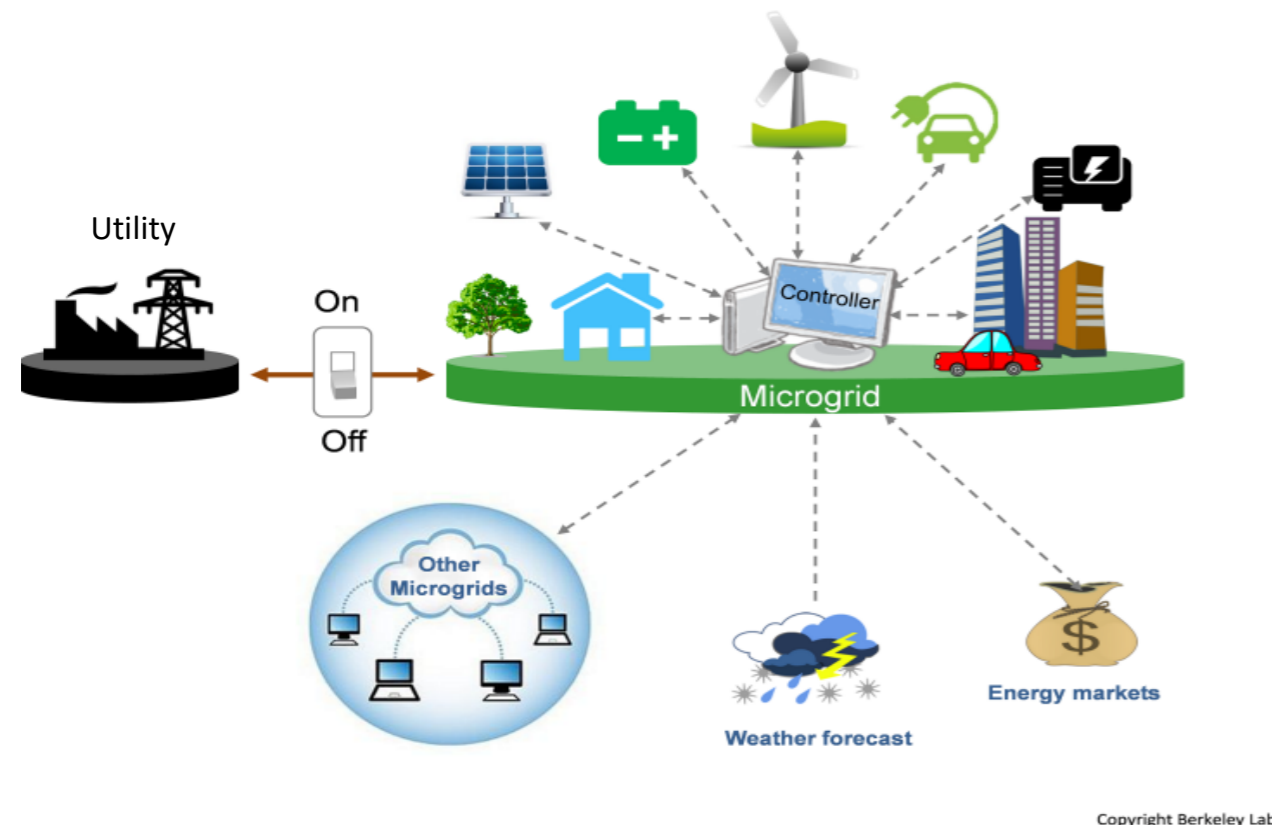 Utility
On
Off
Controller
Microgrid
Other
Microgrids
$
Weather forecast
Energy markets
Copyright Berkeley Lab